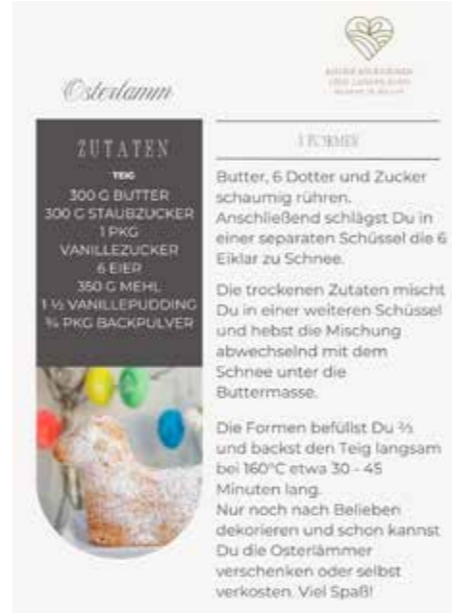 Osterlamm
ZUTATEN
TEIG
300 G BUTTER
300 G STAUBZUCKER
1 PKG
VANILLEZUCKER
6 EIER
350 G MEHL
1 ½ VANILLEPUDDING
¾ PKG BACKPULVER
FORMEN
Butter, 6 Dotter und Zucker
schaumig rühren.
Anschließend schlägst Du in
einer separaten Schüssel die 6
Eiklar zu Schnee.
Die trockenen Zutaten mischt
Du in einer weiteren Schüssel
und hebst die Mischung
abwechselnd mit dem
Schnee unter die
Buttermasse.
Die Formen befüllst Du ⅔
und backst den Teig langsam
bei 160°C etwa 30 - 45
Minuten lang.
Nur noch nach Belieben
dekorieren und schon kannst
Du die Osterlämmer
verschenken oder selbst
verkosten. Viel Spaß!